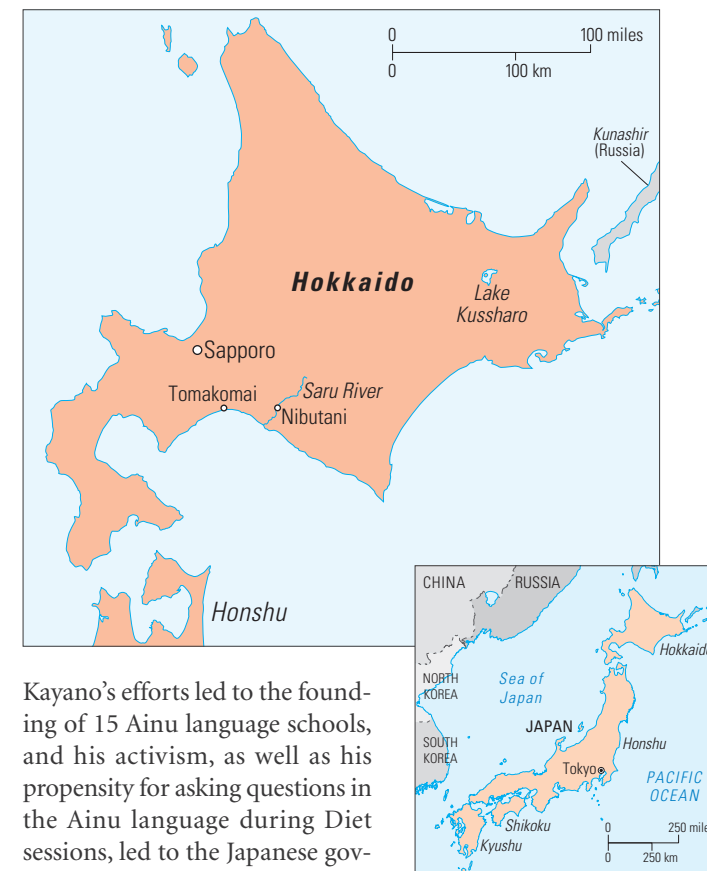 0 100 miles
0 100 km
Kunashir
(Russia)
Hokkaido
Lake
Kussharo
Sapporo
Tomakomai
Saru River
Nibutani
Honshu
Kayano’s efforts led to the found-
ing of 15 Ainu language schools,
and his activism, as well as his
propensity for asking questions in
the Ainu language during Diet
sessions, led to the Japanese gov-
CHINA
RUSSIA
Hokkaido
NORTH
KOREA
Sea of
Japan
JAPAN
SOUTH
KOREA
Honshu
Tokyo
PACIFIC
OCEAN
Shikoku
Kyushu
0 250 mile
0 250 km